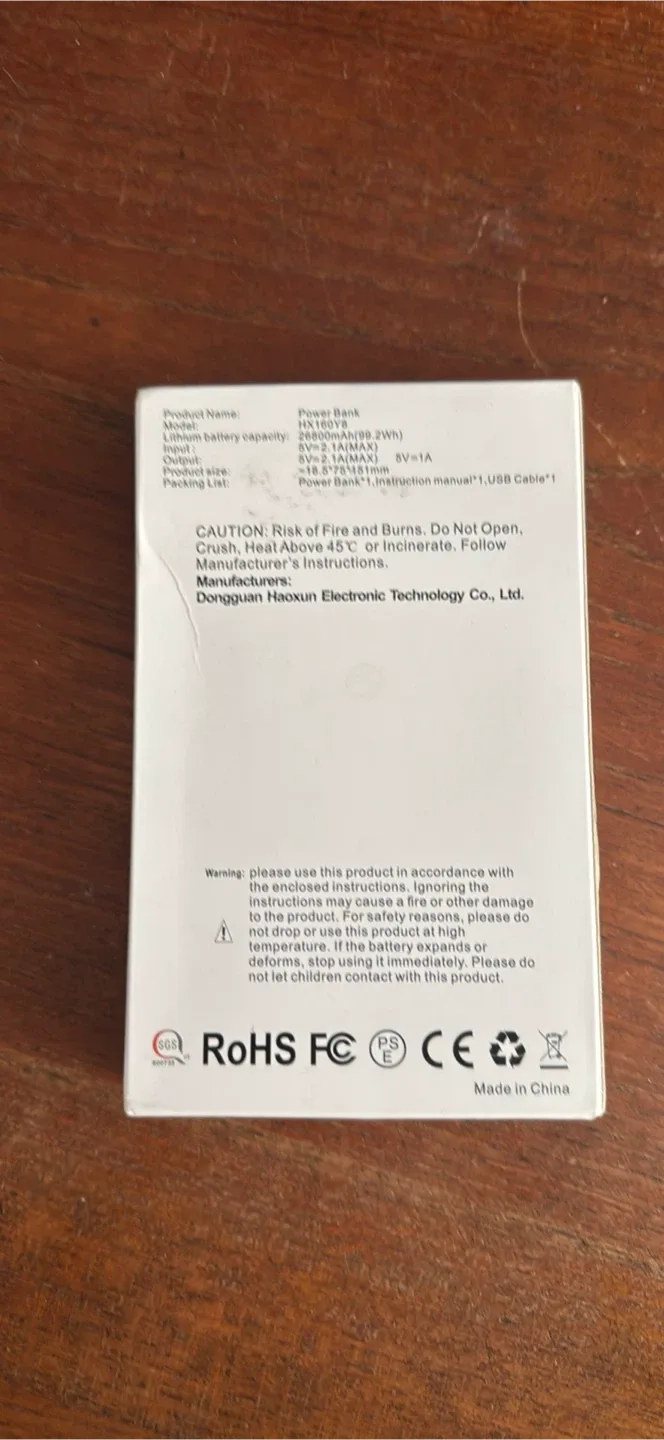 Product Name: Power Bank
Model: HX160Y8
Lithium battery capacity: 26800mAh(99.2Wh)
Input: 5V=2.1A(MAX)
Output: 5V=2.1A(MAX) 5V=1A
Product size: ≈18.5*75*151mm
Packing List: Power Bank*1,Instruction manual*1,USB Cable*1
CAUTION: Risk of Fire and Burns. Do Not Open,
Crush, Heat Above 45℃ or Incinerate. Follow
Manufacturer's Instructions.
Manufacturers:
Dongguan Haoxun Electronic Technology Co., Ltd.
Warning: please use this product in accordance with
the enclosed instructions. Ignoring the
instructions may cause a fire or other damage
to the product. For safety reasons, please do
not drop or use this product at high
temperature. If the battery expands or
deforms, stop using it immediately. Please do
not let children contact with this product.
SGS RoHS FC PS E CE
Made in China